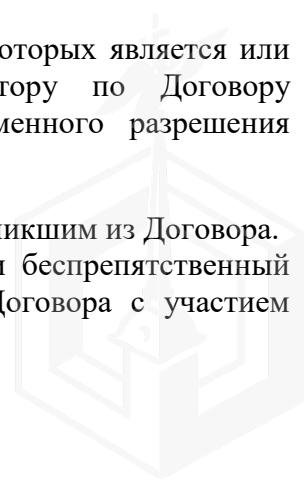 оторых является или
тору по Договору
менного разрешения
икшим из Договора.
и беспрепятственный
Договора с участием